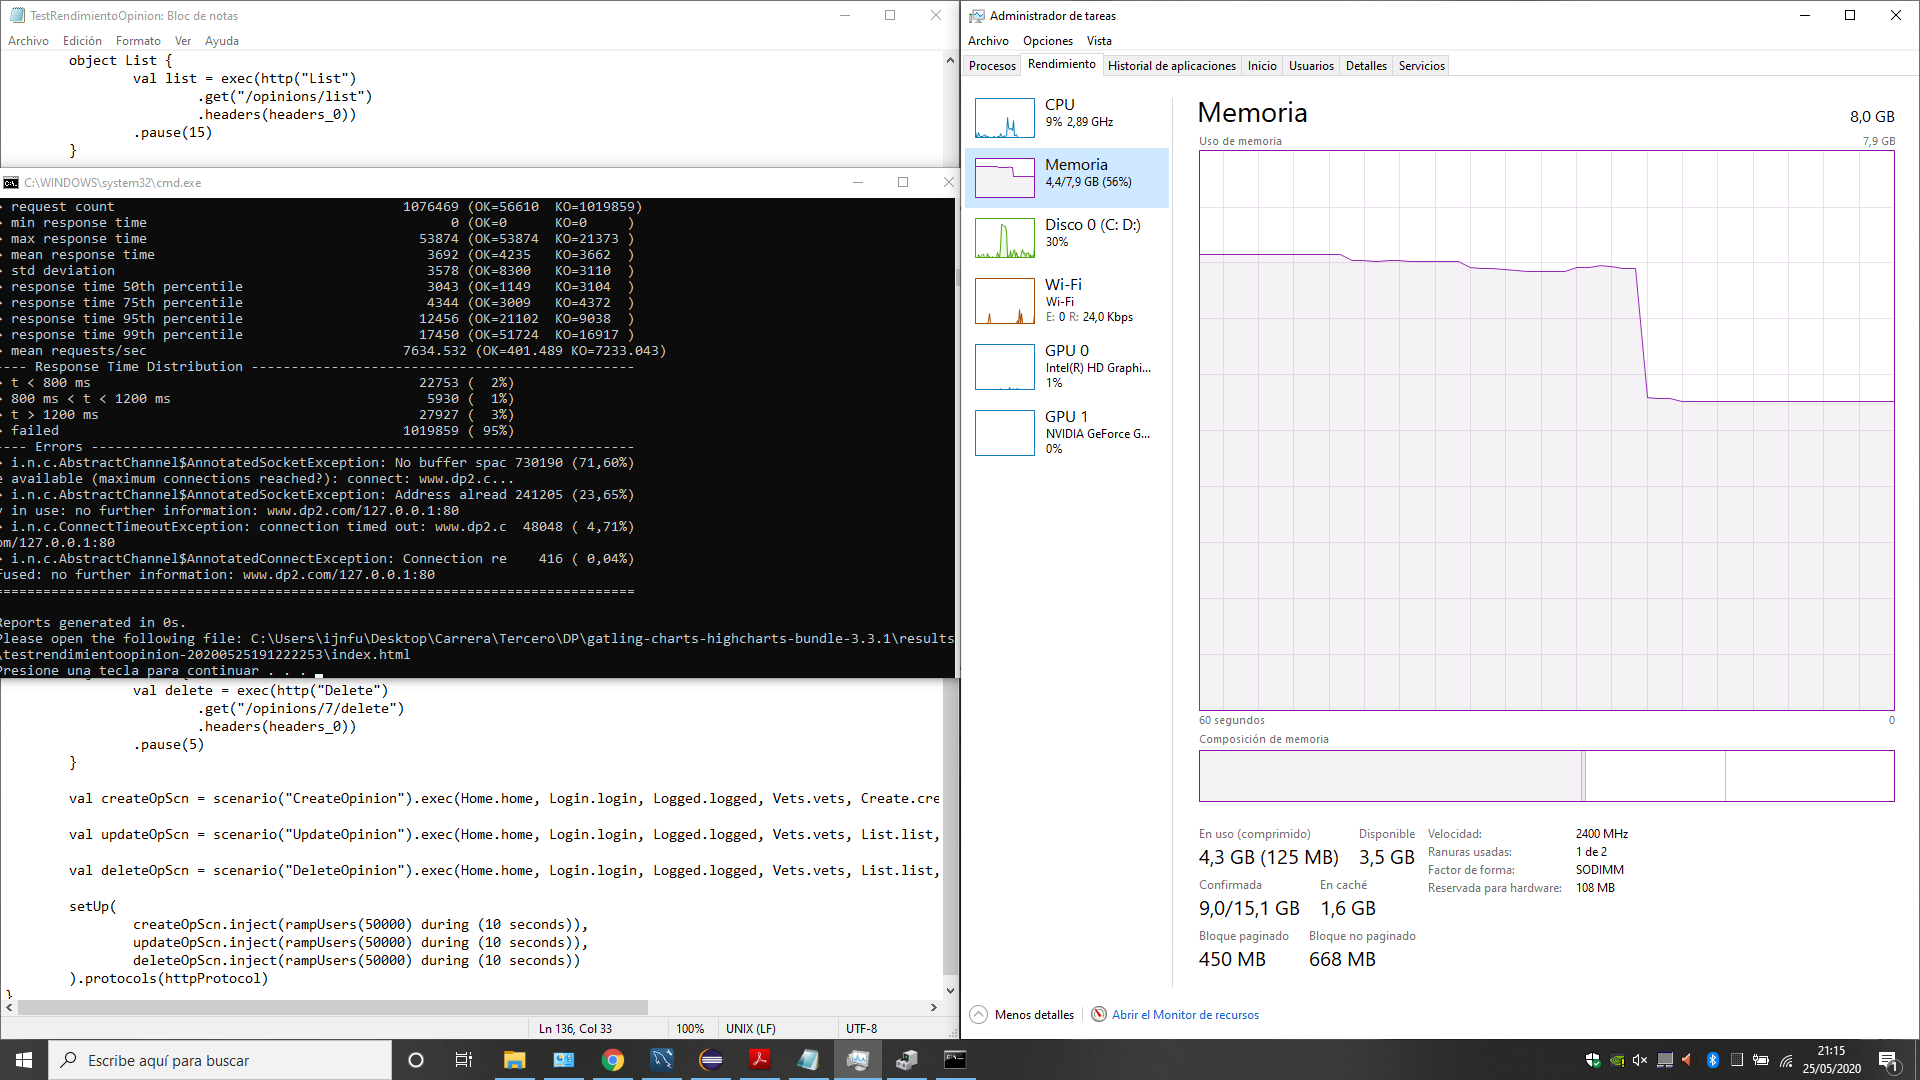 TestRendimientoOpinion: Bloc de notas
Archivo Edición Formato Ver Ayuda
object List {
val list = exec(http("List")
.get("/opinions/list")
.headers(headers_0))
.pause(15)
}
C:\WINDOWS\system32\cmd.exe
> request count 1076469 (OK=56610 KO=1019859)
> min response time 0 (OK=0 KO=0 )
> max response time 53874 (OK=53874 KO=21373 )
> mean response time 3692 (OK=4235 KO=3662 )
> std deviation 3578 (OK=8300 KO=3110 )
> response time 50th percentile 3043 (OK=1149 KO=3104 )
> response time 75th percentile 4344 (OK=3009 KO=4372 )
> response time 95th percentile 12456 (OK=21102 KO=9038 )
> response time 99th percentile 17450 (OK=51724 KO=16917 )
> mean requests/sec 7634.532 (OK=401.489 KO=7233.043)
---- Response Time Distribution ------------------------------------------------
> t < 800 ms 22753 ( 2%)
> 800 ms < t < 1200 ms 5930 ( 1%)
> t > 1200 ms 27927 ( 3%)
> failed 1019859 ( 95%)
---- Errors --------------------------------------------------------------------
> i.n.c.AbstractChannel$AnnotatedSocketException: No buffer spac 730190 (71,60%)
e available (maximum connections reached?): connect: www.dp2.c...
> i.n.c.AbstractChannel$AnnotatedSocketException: Address alread 241205 (23,65%)
y in use: no further information: www.dp2.com/127.0.0.1:80
> i.n.c.ConnectTimeoutException: connection timed out: www.dp2.c 48048 ( 4,71%)
om/127.0.0.1:80
> i.n.c.AbstractChannel$AnnotatedConnectException: Connection re 416 ( 0,04%)
fused: no further information: www.dp2.com/127.0.0.1:80
================================================================================
Reports generated in 0s.
Please open the following file: C:\Users\ijnfu\Desktop\Carrera\Tercero\DP\gatling-charts-highcharts-bundle-3.3.1\results
\testrendimientoopinion-20200525191222253\index.html
Presione una tecla para continuar . . .
val delete = exec(http("Delete")
.get("/opinions/7/delete")
.headers(headers_0))
.pause(5)
}
val createOpScn = scenario("CreateOpinion").exec(Home.home, Login.login, Logged.logged, Vets.vets, Create.cre
val updateOpScn = scenario("UpdateOpinion").exec(Home.home, Login.login, Logged.logged, Vets.vets, List.list,
val deleteOpScn = scenario("DeleteOpinion").exec(Home.home, Login.login, Logged.logged, Vets.vets, List.list,
setUp(
createOpScn.inject(rampUsers(50000) during (10 seconds)),
updateOpScn.inject(rampUsers(50000) during (10 seconds)),
deleteOpScn.inject(rampUsers(50000) during (10 seconds))
).protocols(httpProtocol)
}
Ln 136, Col 33 100% UNIX (LF) UTF-8
Administrador de tareas
Archivo Opciones Vista
Procesos Rendimiento Historial de aplicaciones Inicio Usuarios Detalles Servicios
CPU
9% 2,89 GHz
Memoria
4,4/7,9 GB (56%)
Disco 0 (C: D:)
30%
Wi-Fi
Wi-Fi
E: 0 R: 24,0 Kbps
GPU 0
Intel(R) HD Graphi...
1%
GPU 1
NVIDIA GeForce G...
0%
Memoria 8,0 GB
Uso de memoria 7,9 GB
60 segundos 0
Composición de memoria
En uso (comprimido) Disponible
4,3 GB (125 MB) 3,5 GB
Confirmada En caché
9,0/15,1 GB 1,6 GB
Bloque paginado Bloque no paginado
450 MB 668 MB
Velocidad: 2400 MHz
Ranuras usadas: 1 de 2
Factor de forma: SODIMM
Reservada para hardware: 108 MB
Menos detalles Abrir el Monitor de recursos
Escribe aquí para buscar
21:15
25/05/2020
1